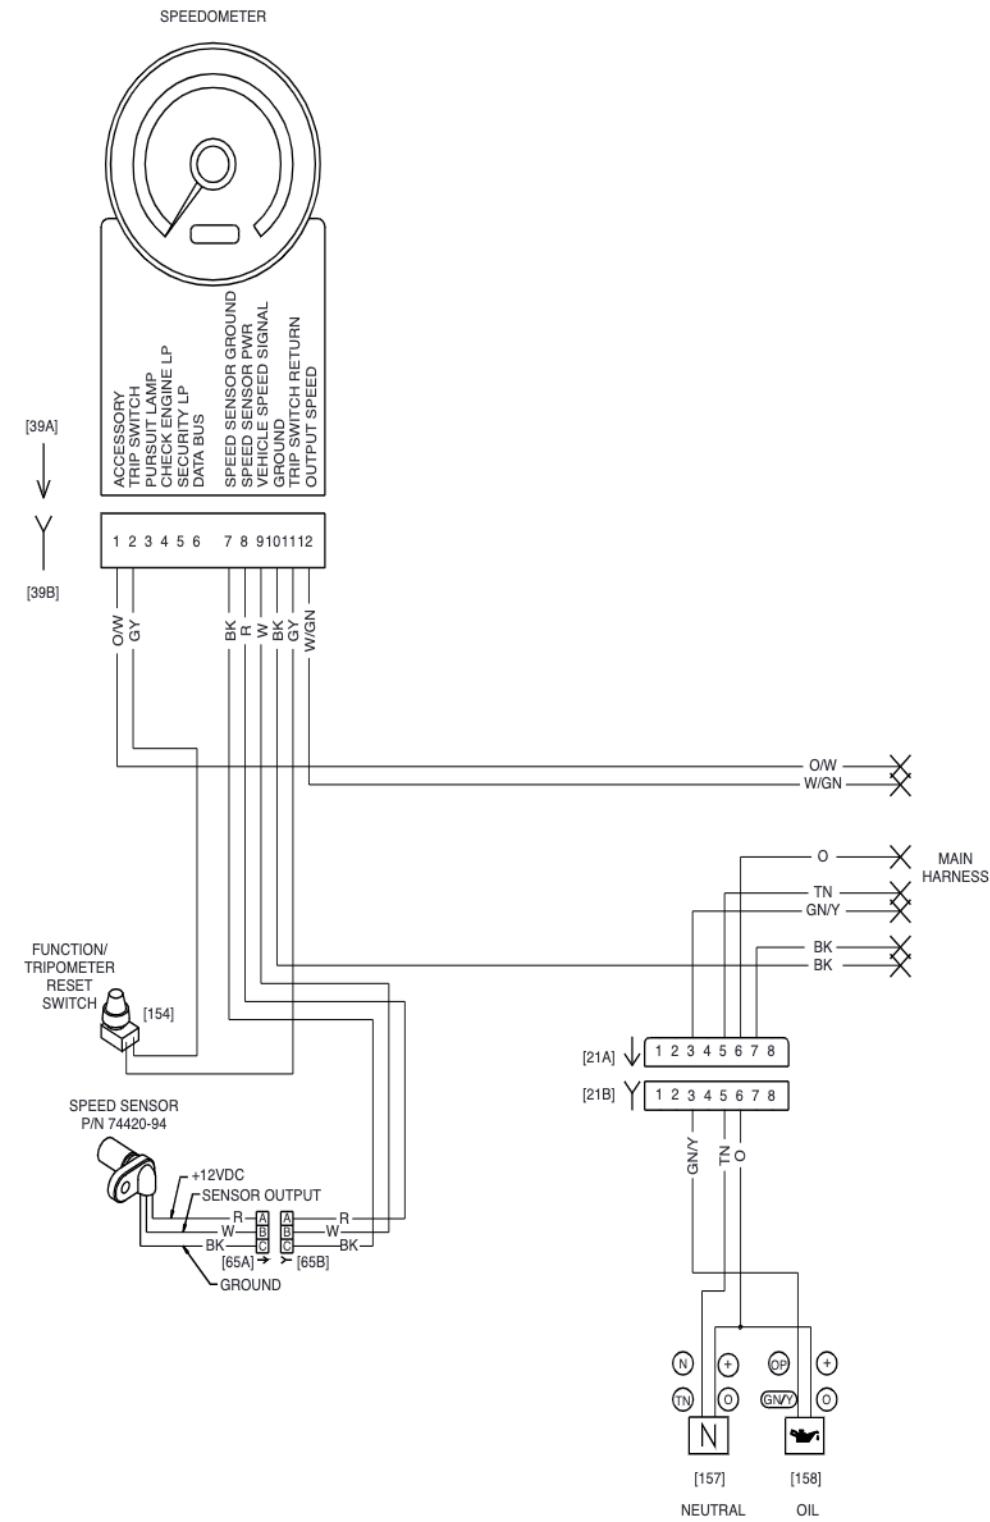 SPEEDOMETER
ACCESSORY
TRIP SWITCH
PURSUIT LAMP
CHECK ENGINE LP
SECURITY LP
DATA BUS
SPEED SENSOR GROUND
SPEED SENSOR PWR
VEHICLE SPEED SIGNAL
GROUND
TRIP SWITCH RETURN
OUTPUT SPEED
[39A]
1 2 3 4 5 6 7 8 9 10 11 12
[39B]
O/W
GY
BK
R
W
BK
GY
W/GN
O/W
W/GN
O
MAIN
HARNESS
TN
GN/Y
BK
BK
FUNCTION/
TRIPOMETER
RESET
SWITCH
[154]
[21A]
1 2 3 4 5 6 7 8
[21B]
1 2 3 4 5 6 7 8
GN/Y
TN
O
SPEED SENSOR
P/N 74420-94
+12VDC
SENSOR OUTPUT
R A A R
W B B W
BK C C BK
[65A] [65B]
GROUND
N + OP +
TN O GN/Y O
N
[157] [158]
NEUTRAL OIL